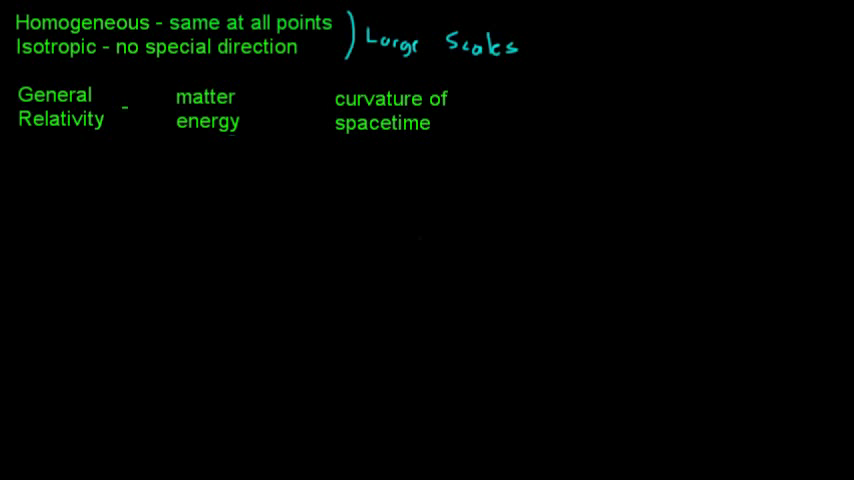 Homogeneous - same at all points
Isotropic - no special direction
) Large Scales
General Relativity -
matter energy
curvature of spacetime